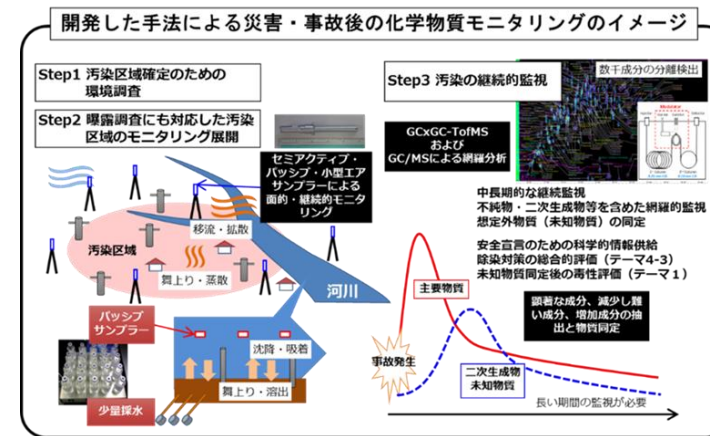 開発した手法による災害・事故後の化学物質モニタリングのイメージ
Step1 汚染区域確定のための
環境調査
Step2 曝露調査にも対応した汚染
区域のモニタリング展開
セミアクティブ・
パッシブ・小型エア
サンプラーによる
面的・継続的モニタ
リング
移流・拡散
汚染区域
舞上り・蒸散
河川
パッシブ
サンプラー
沈降・吸着
舞上り・溶出
少量採水
Step3 汚染の継続的監視
数千成分の分離検出
GCxGC-TofMS
および
GC/MSによる網羅分析
中長期的な継続監視
不純物・二次生成物等を含めた網羅的監視
想定外物質（未知物質）の同定
安全宣言のための科学的情報供給
除染対策の総合的評価（テーマ4-3）
未知物質同定後の毒性評価（テーマ１）
主要物質
顕著な成分、減少し難
い成分、増加成分の抽
出と物質同定
事故発生
二次生成物
未知物質
長い期間の監視が必要